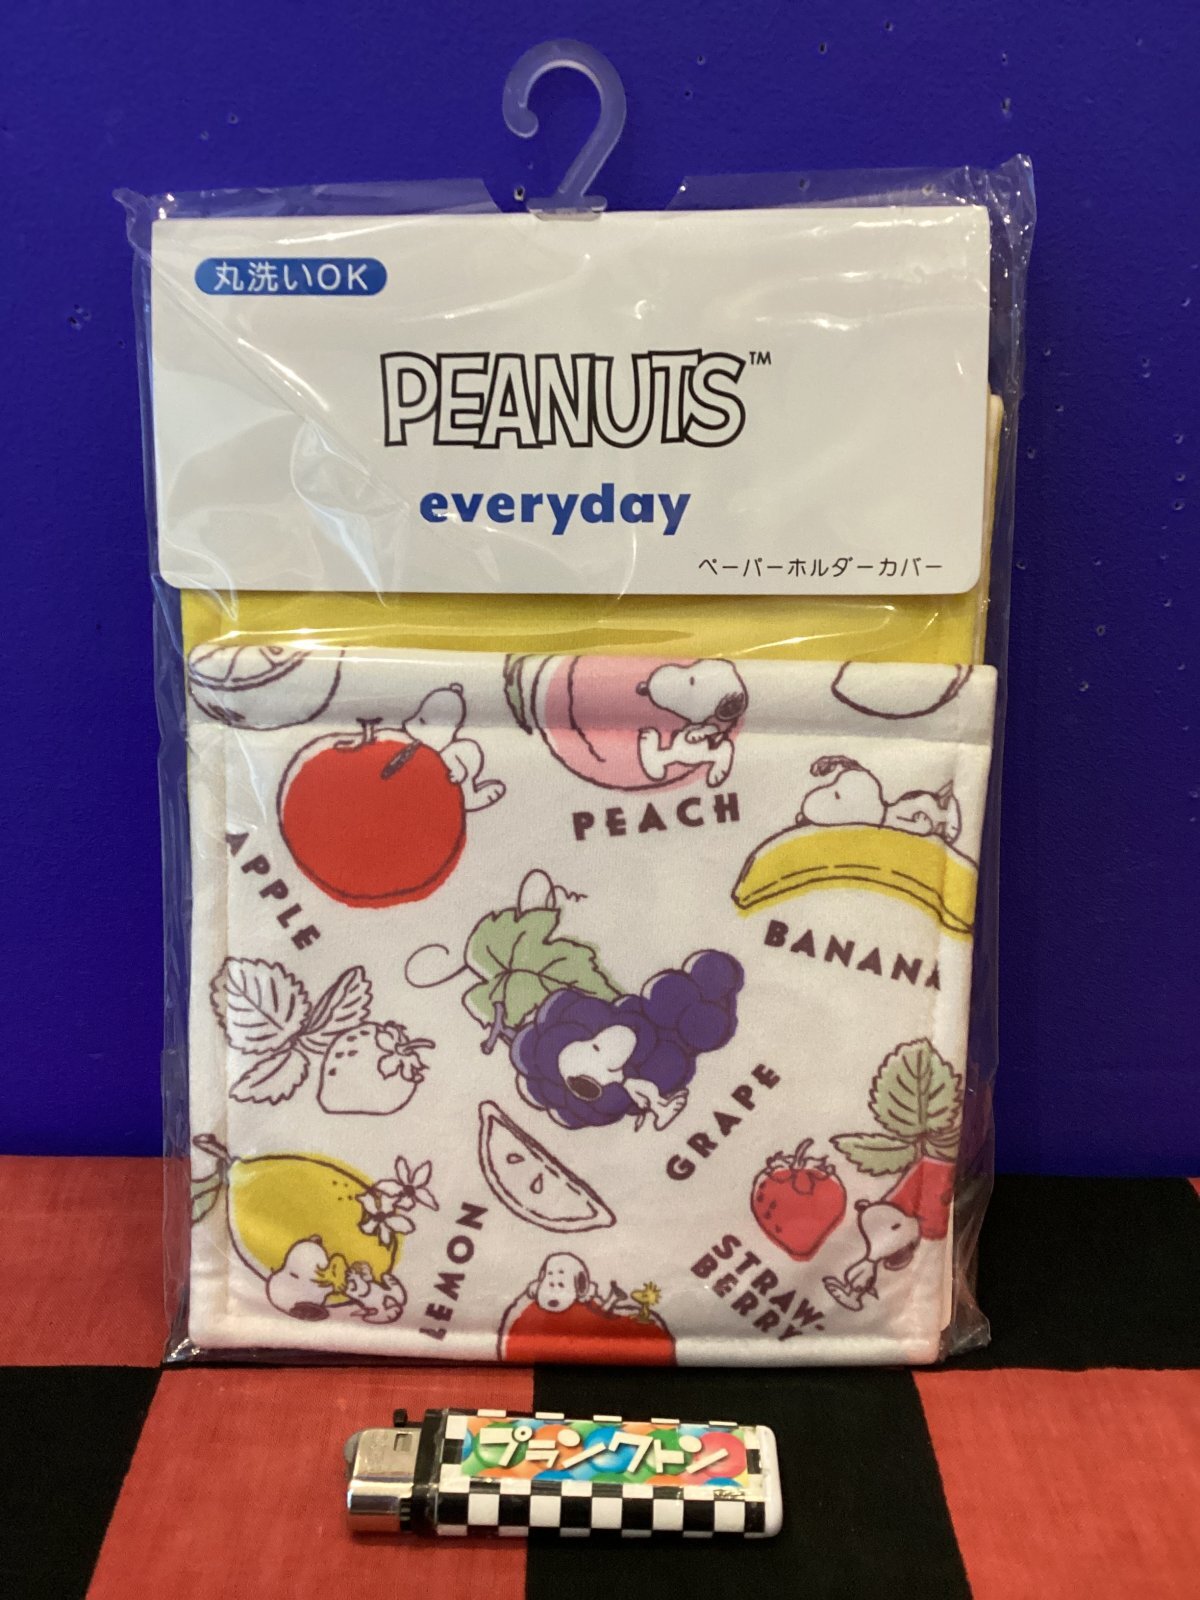 丸洗いOK
PEANUTS™
everyday
ペーパーホルダーカバー
PEACH
APPLE
BANANA
GRAPE
LEMON
STRAW-
BERRY
プランクトン